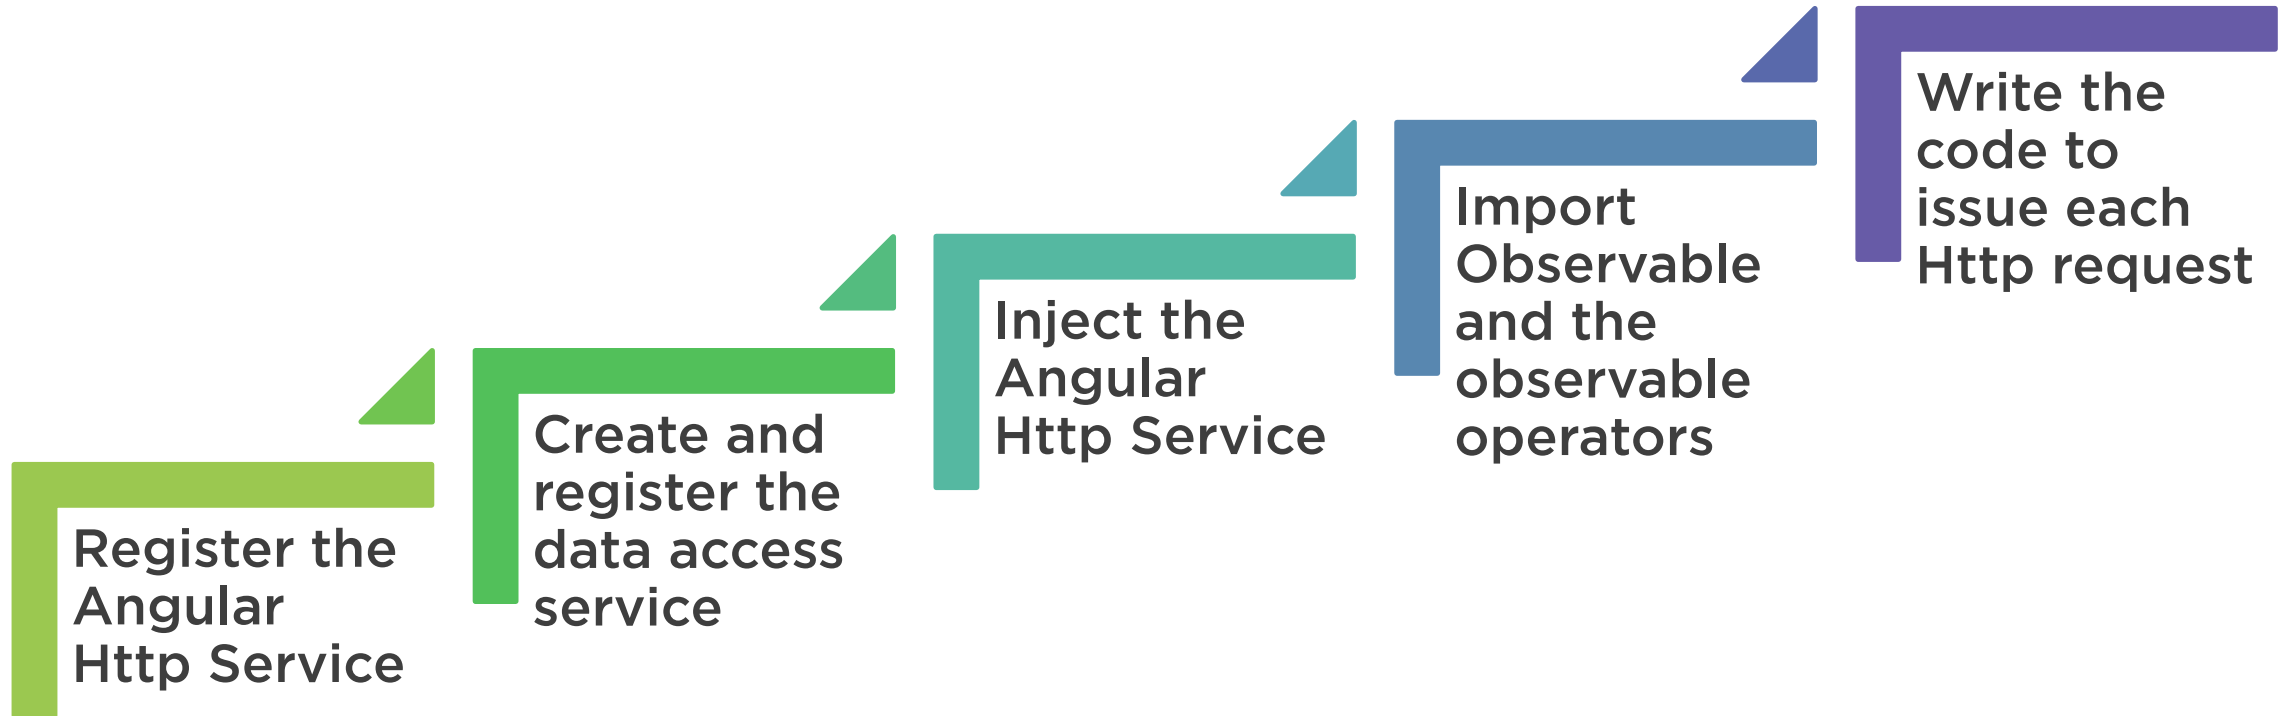 Register the
Angular
Http Service
Create and
register the
data access
service
Inject the
Angular
Http Service
Import
Observable
and the
observable
operators
Write the
code to
issue each
Http request